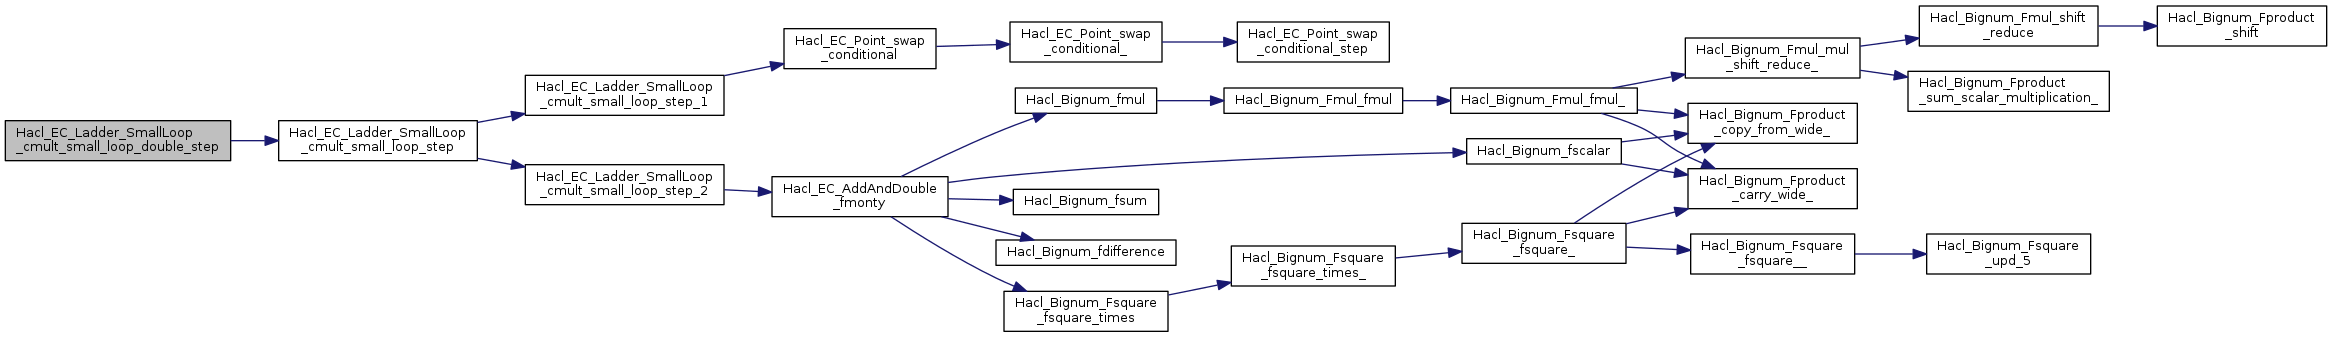 Hacl_EC_Ladder_SmallLoop
_cmult_small_loop_double_step
Hacl_EC_Ladder_SmallLoop
_cmult_small_loop_step
Hacl_EC_Ladder_SmallLoop
_cmult_small_loop_step_1
Hacl_EC_Point_swap
_conditional
Hacl_EC_Point_swap
_conditional_
Hacl_EC_Point_swap
_conditional_step
Hacl_EC_Ladder_SmallLoop
_cmult_small_loop_step_2
Hacl_EC_AddAndDouble
_fmonty
Hacl_Bignum_fmul
Hacl_Bignum_Fmul_fmul
Hacl_Bignum_Fmul_fmul_
Hacl_Bignum_Fmul_mul
_shift_reduce_
Hacl_Bignum_Fmul_shift
_reduce
Hacl_Bignum_Fproduct
_shift
Hacl_Bignum_Fproduct
_sum_scalar_multiplication_
Hacl_Bignum_Fproduct
_copy_from_wide_
Hacl_Bignum_fscalar
Hacl_Bignum_Fproduct
_carry_wide_
Hacl_Bignum_fsum
Hacl_Bignum_fdifference
Hacl_Bignum_Fsquare
_fsquare_times
Hacl_Bignum_Fsquare
_fsquare_times_
Hacl_Bignum_Fsquare
_fsquare_
Hacl_Bignum_Fsquare
_fsquare__
Hacl_Bignum_Fsquare
_upd_5